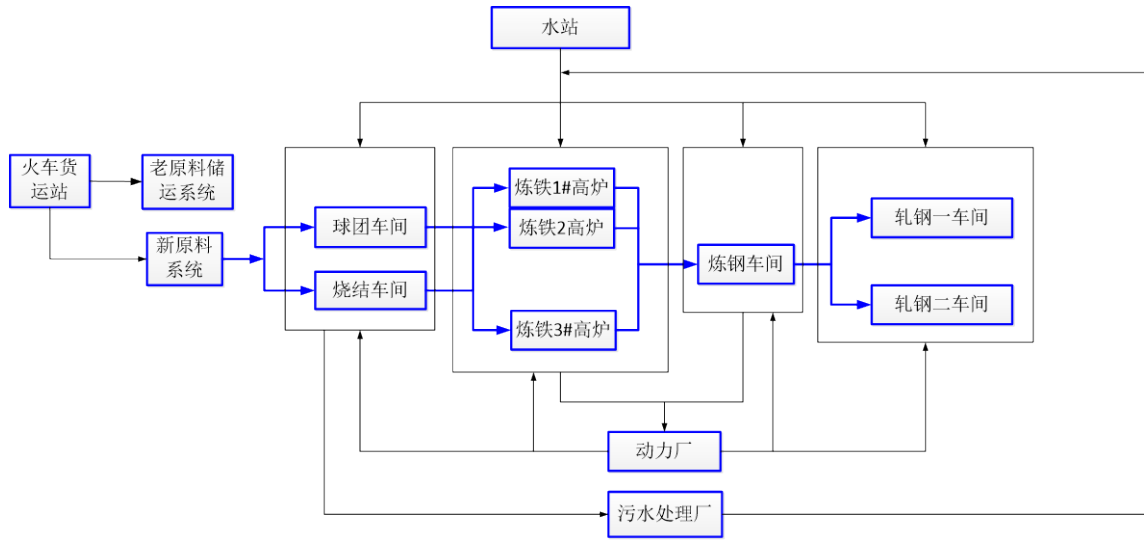 水站
火车货
运站
老原料储
运系统
新原料
系统
球团车间
烧结车间
炼铁1#高炉
炼铁2高炉
炼铁3#高炉
炼钢车间
轧钢一车间
轧钢二车间
动力厂
污水处理厂